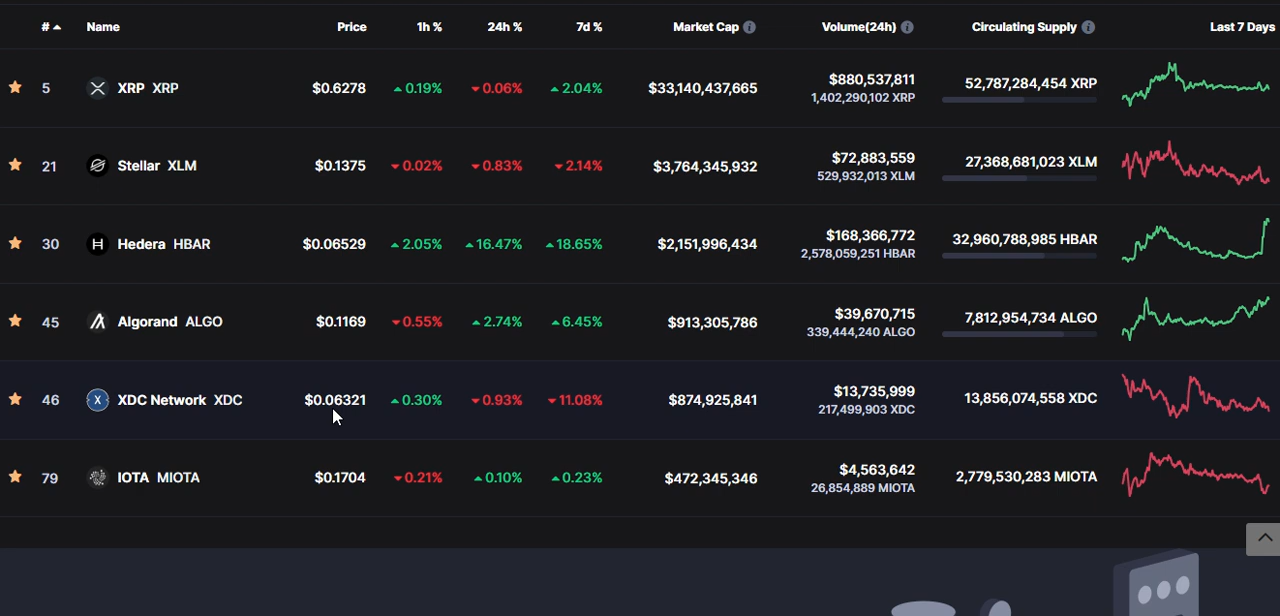 # Name Price 1h % 24h % 7d % Market Cap Volume(24h) Circulating Supply Last 7 Days
5 XRP XRP $0.6278 0.19% 0.06% 2.04% $33,140,437,665 $880,537,811 52,787,284,454 XRP
1,402,290,102 XRP
21 Stellar XLM $0.1375 0.02% 0.83% 2.14% $3,764,345,932 $72,883,559 27,368,681,023 XLM
529,932,013 XLM
30 Hedera HBAR $0.06529 2.05% 16.47% 18.65% $2,151,996,434 $168,366,772 32,960,788,985 HBAR
2,578,059,251 HBAR
45 Algorand ALGO $0.1169 0.55% 2.74% 6.45% $913,305,786 $39,670,715 7,812,954,734 ALGO
339,444,240 ALGO
46 XDC Network XDC $0.06321 0.30% 0.93% 11.08% $874,925,841 $13,735,999 13,856,074,558 XDC
217,499,903 XDC
79 IOTA MIOTA $0.1704 0.21% 0.10% 0.23% $472,345,346 $4,563,642 2,779,530,283 MIOTA
26,854,889 MIOTA